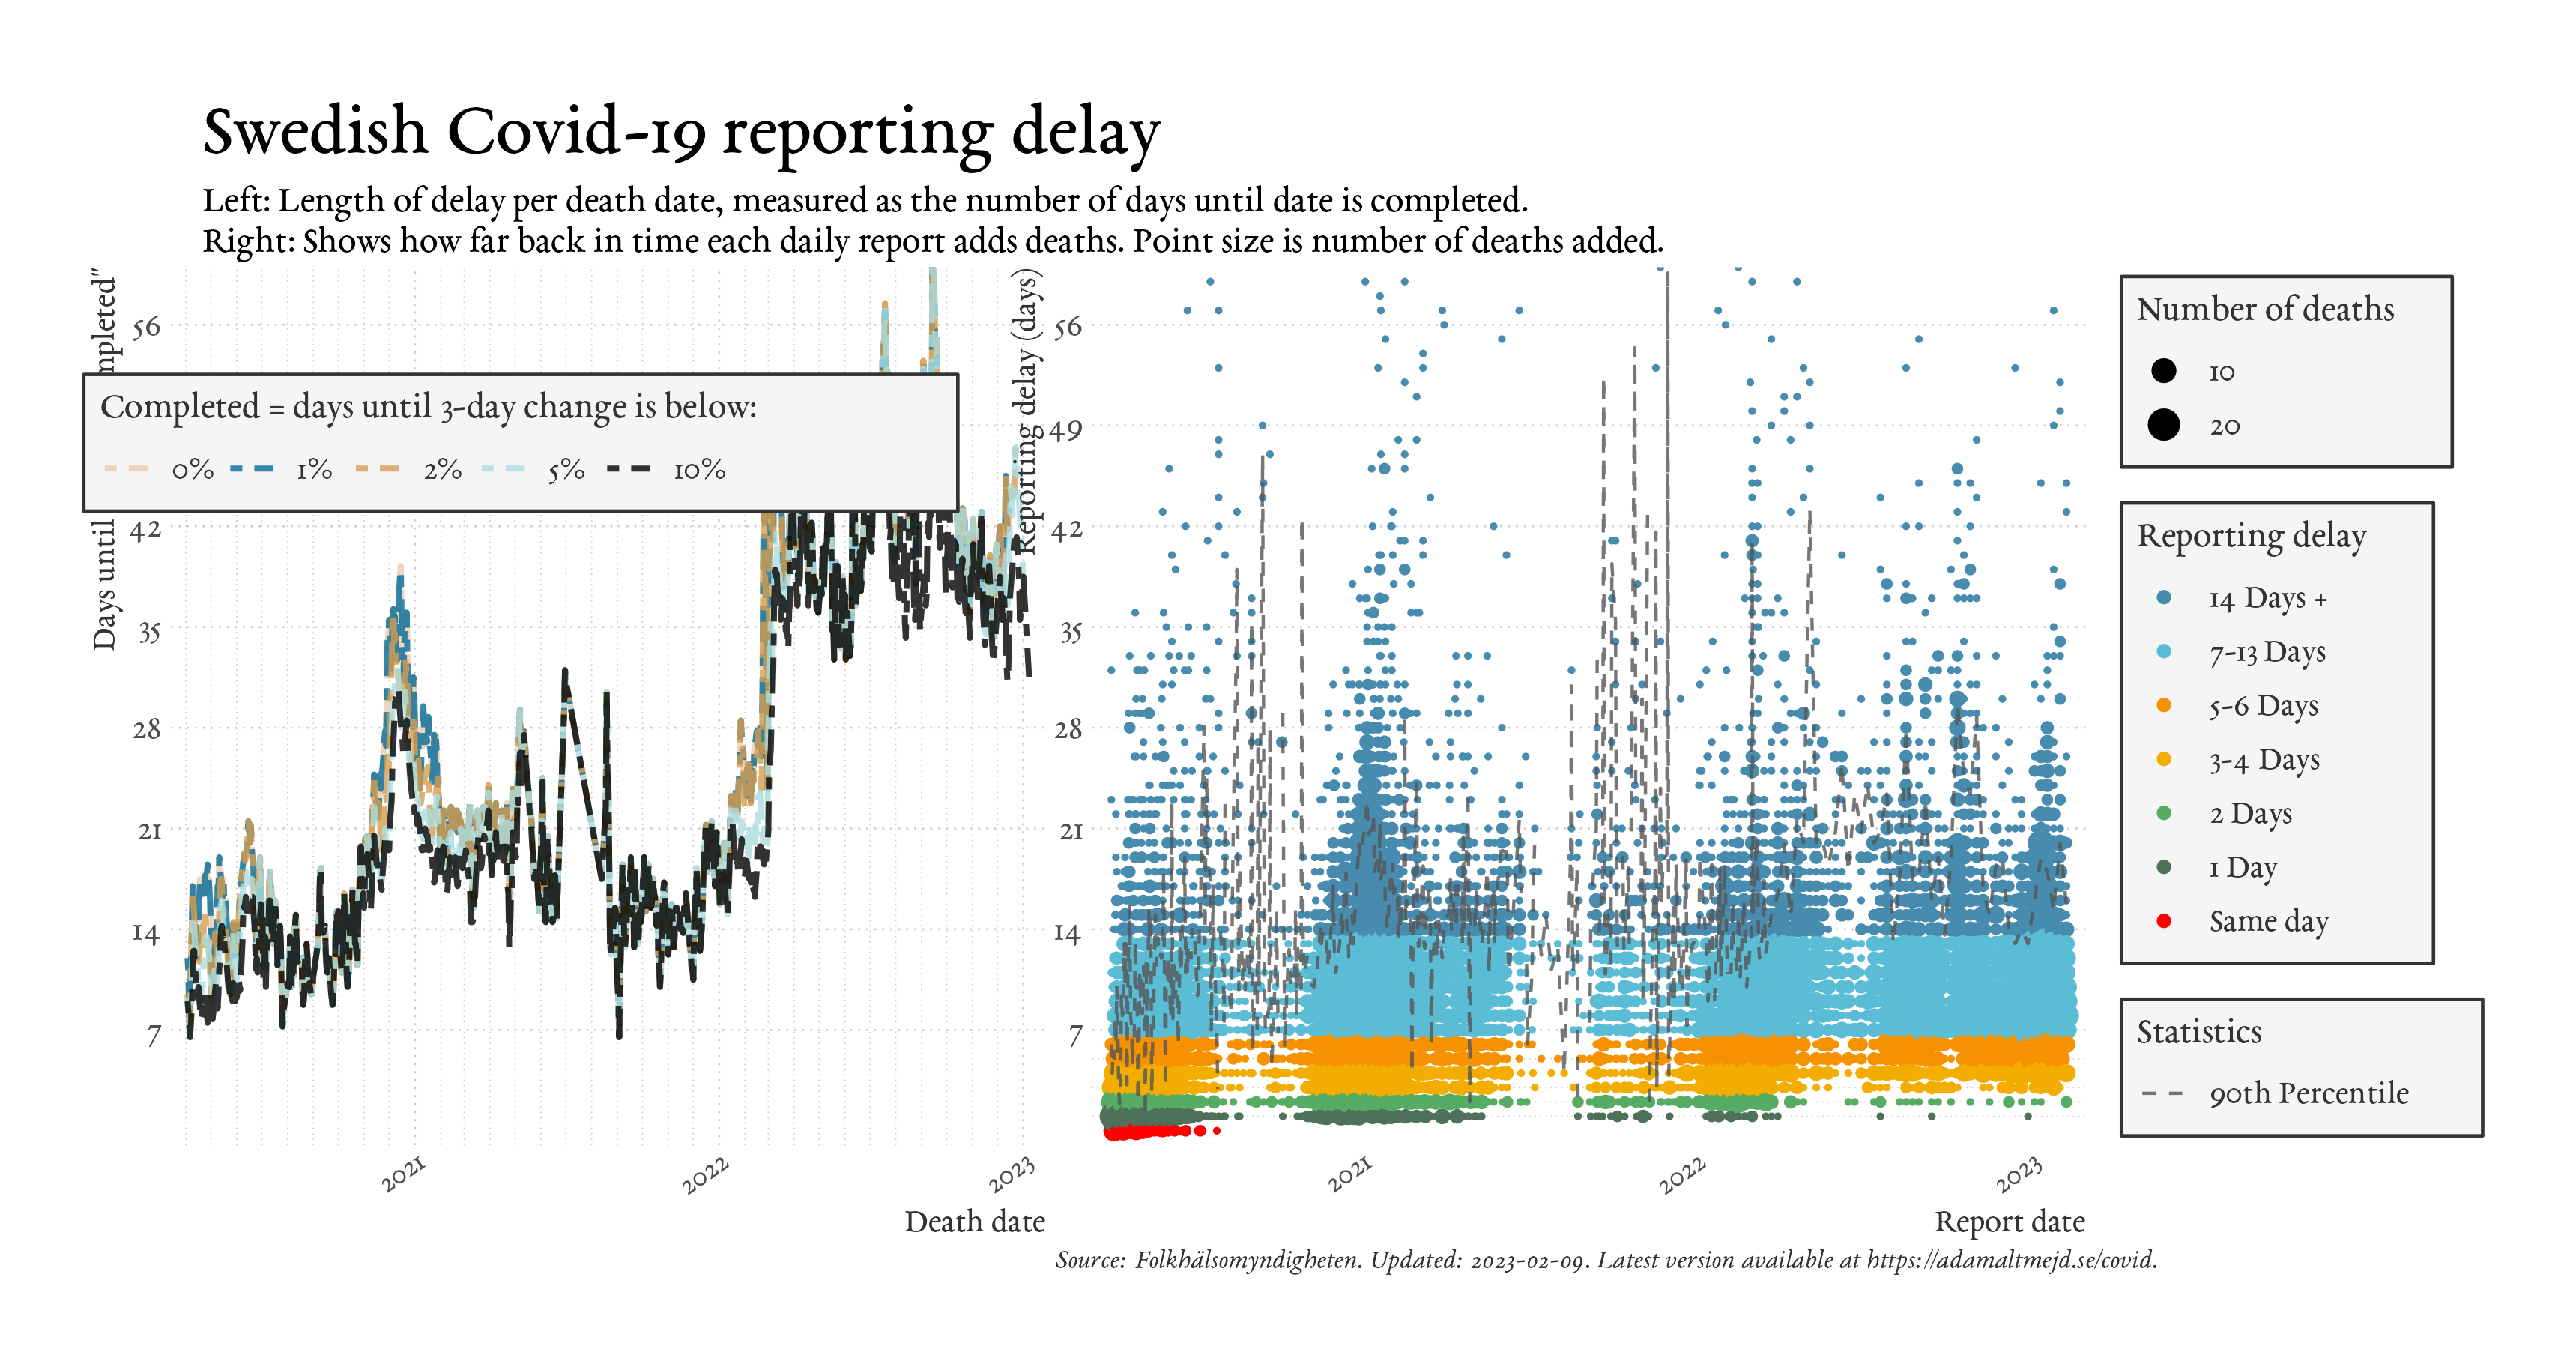 Swedish Covid-19 reporting delay
Left: Length of delay per death date, measured as the number of days until date is completed.
Right: Shows how far back in time each daily report adds deaths. Point size is number of deaths added.
Days until
mpleted"
56
42
35
28
21
14
7
Completed = days until 3-day change is below:
0% 1% 2% 5% 10%
2021 2022 2023
Death date
Reporting delay (days)
56
49
42
35
28
21
14
7
2021 2022 2023
Report date
Number of deaths
10
20
Reporting delay
14 Days +
7-13 Days
5-6 Days
3-4 Days
2 Days
1 Day
Same day
Statistics
90th Percentile
Source: Folkhälsomyndigheten. Updated: 2023-02-09. Latest version available at https://adamaltmejd.se/covid.